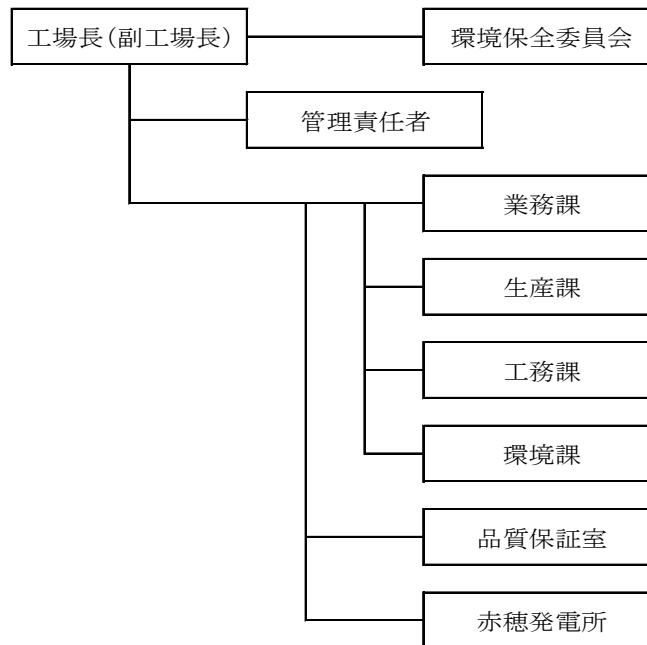 工場長(副工場長)
環境保全委員会
管理責任者
業務課
生産課
工務課
環境課
品質保証室
赤穂発電所